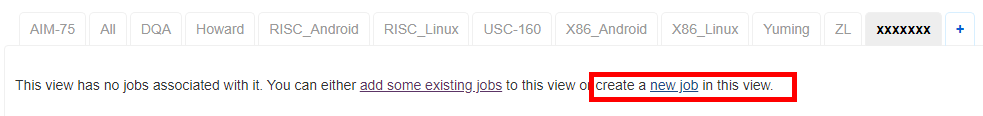 AIM-75 All DQA Howard RISC_Android RISC_Linux USC-160 X86_Android X86_Linux Yuming ZL xxxxxxx +
This view has no jobs associated with it. You can either add some existing jobs to this view or create a new job in this view.